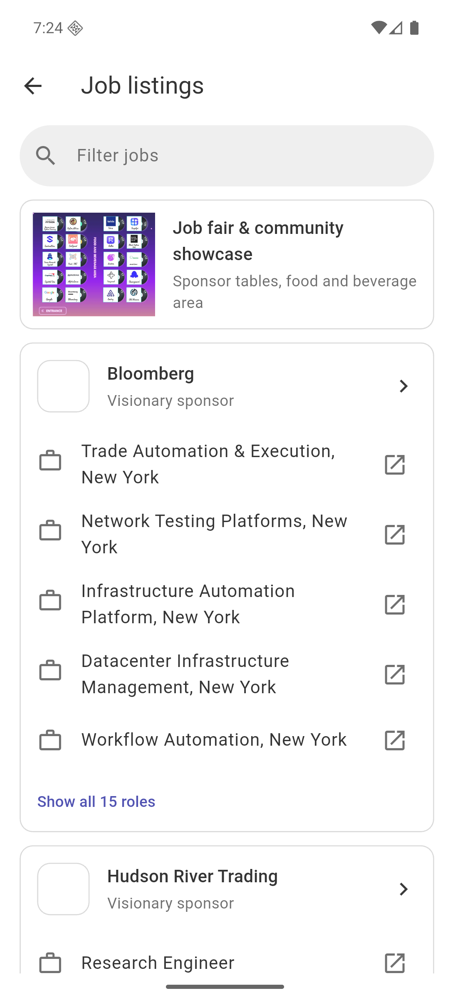 7:24
Job listings
Filter jobs
Job fair & community
showcase
Sponsor tables, food and beverage
area
Bloomberg
Visionary sponsor
Trade Automation & Execution,
New York
Network Testing Platforms, New
York
Infrastructure Automation
Platform, New York
Datacenter Infrastructure
Management, New York
Workflow Automation, New York
Show all 15 roles
Hudson River Trading
Visionary sponsor
Research Engineer